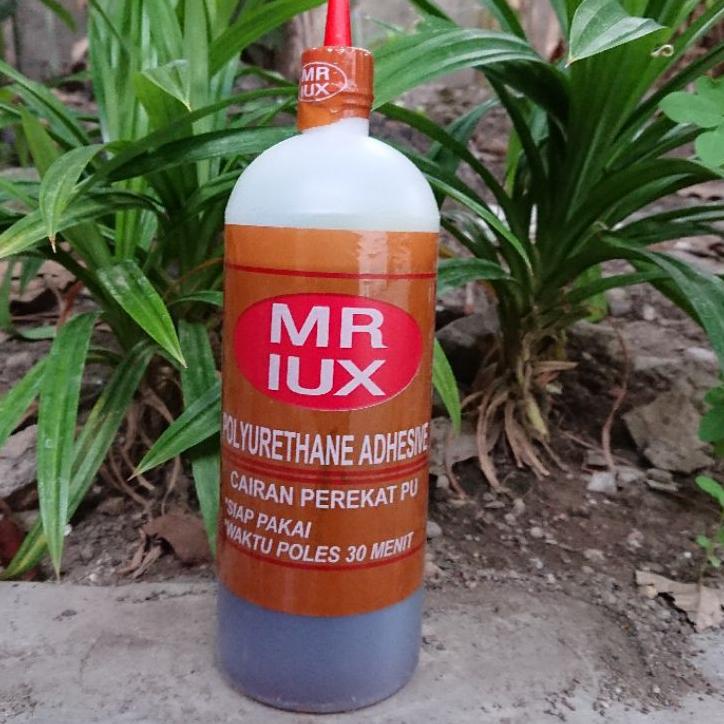 MR
IUX
MR
IUX
POLYURETHANE ADHESIVE
CAIRAN PEREKAT PU
*SIAP PAKAI
*WAKTU POLES 30 MENIT